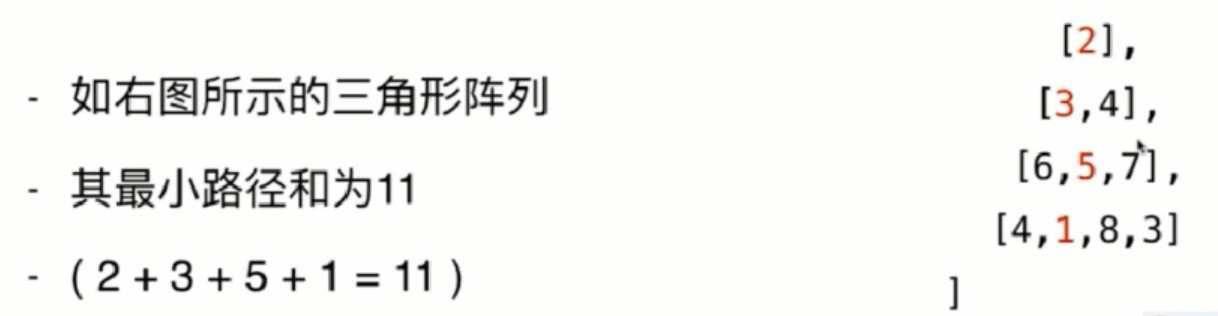 - 如右图所示的三角形阵列
- 其最小路径和为11
- ( 2 + 3 + 5 + 1 = 11 )
[2],
[3,4],
[6,5,7],
[4,1,8,3]
]